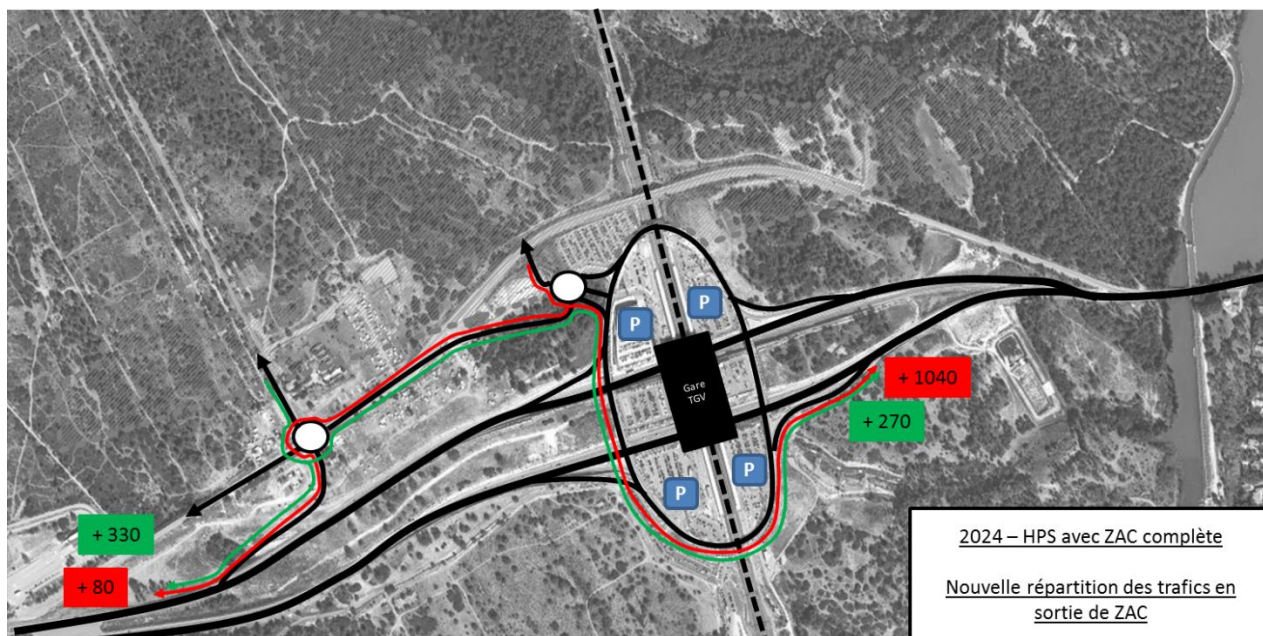 P
P
Gare
TGV
+ 1040
+ 270
P
P
+ 330
+ 80
2024 – HPS avec ZAC complète
Nouvelle répartition des trafics en
sortie de ZAC